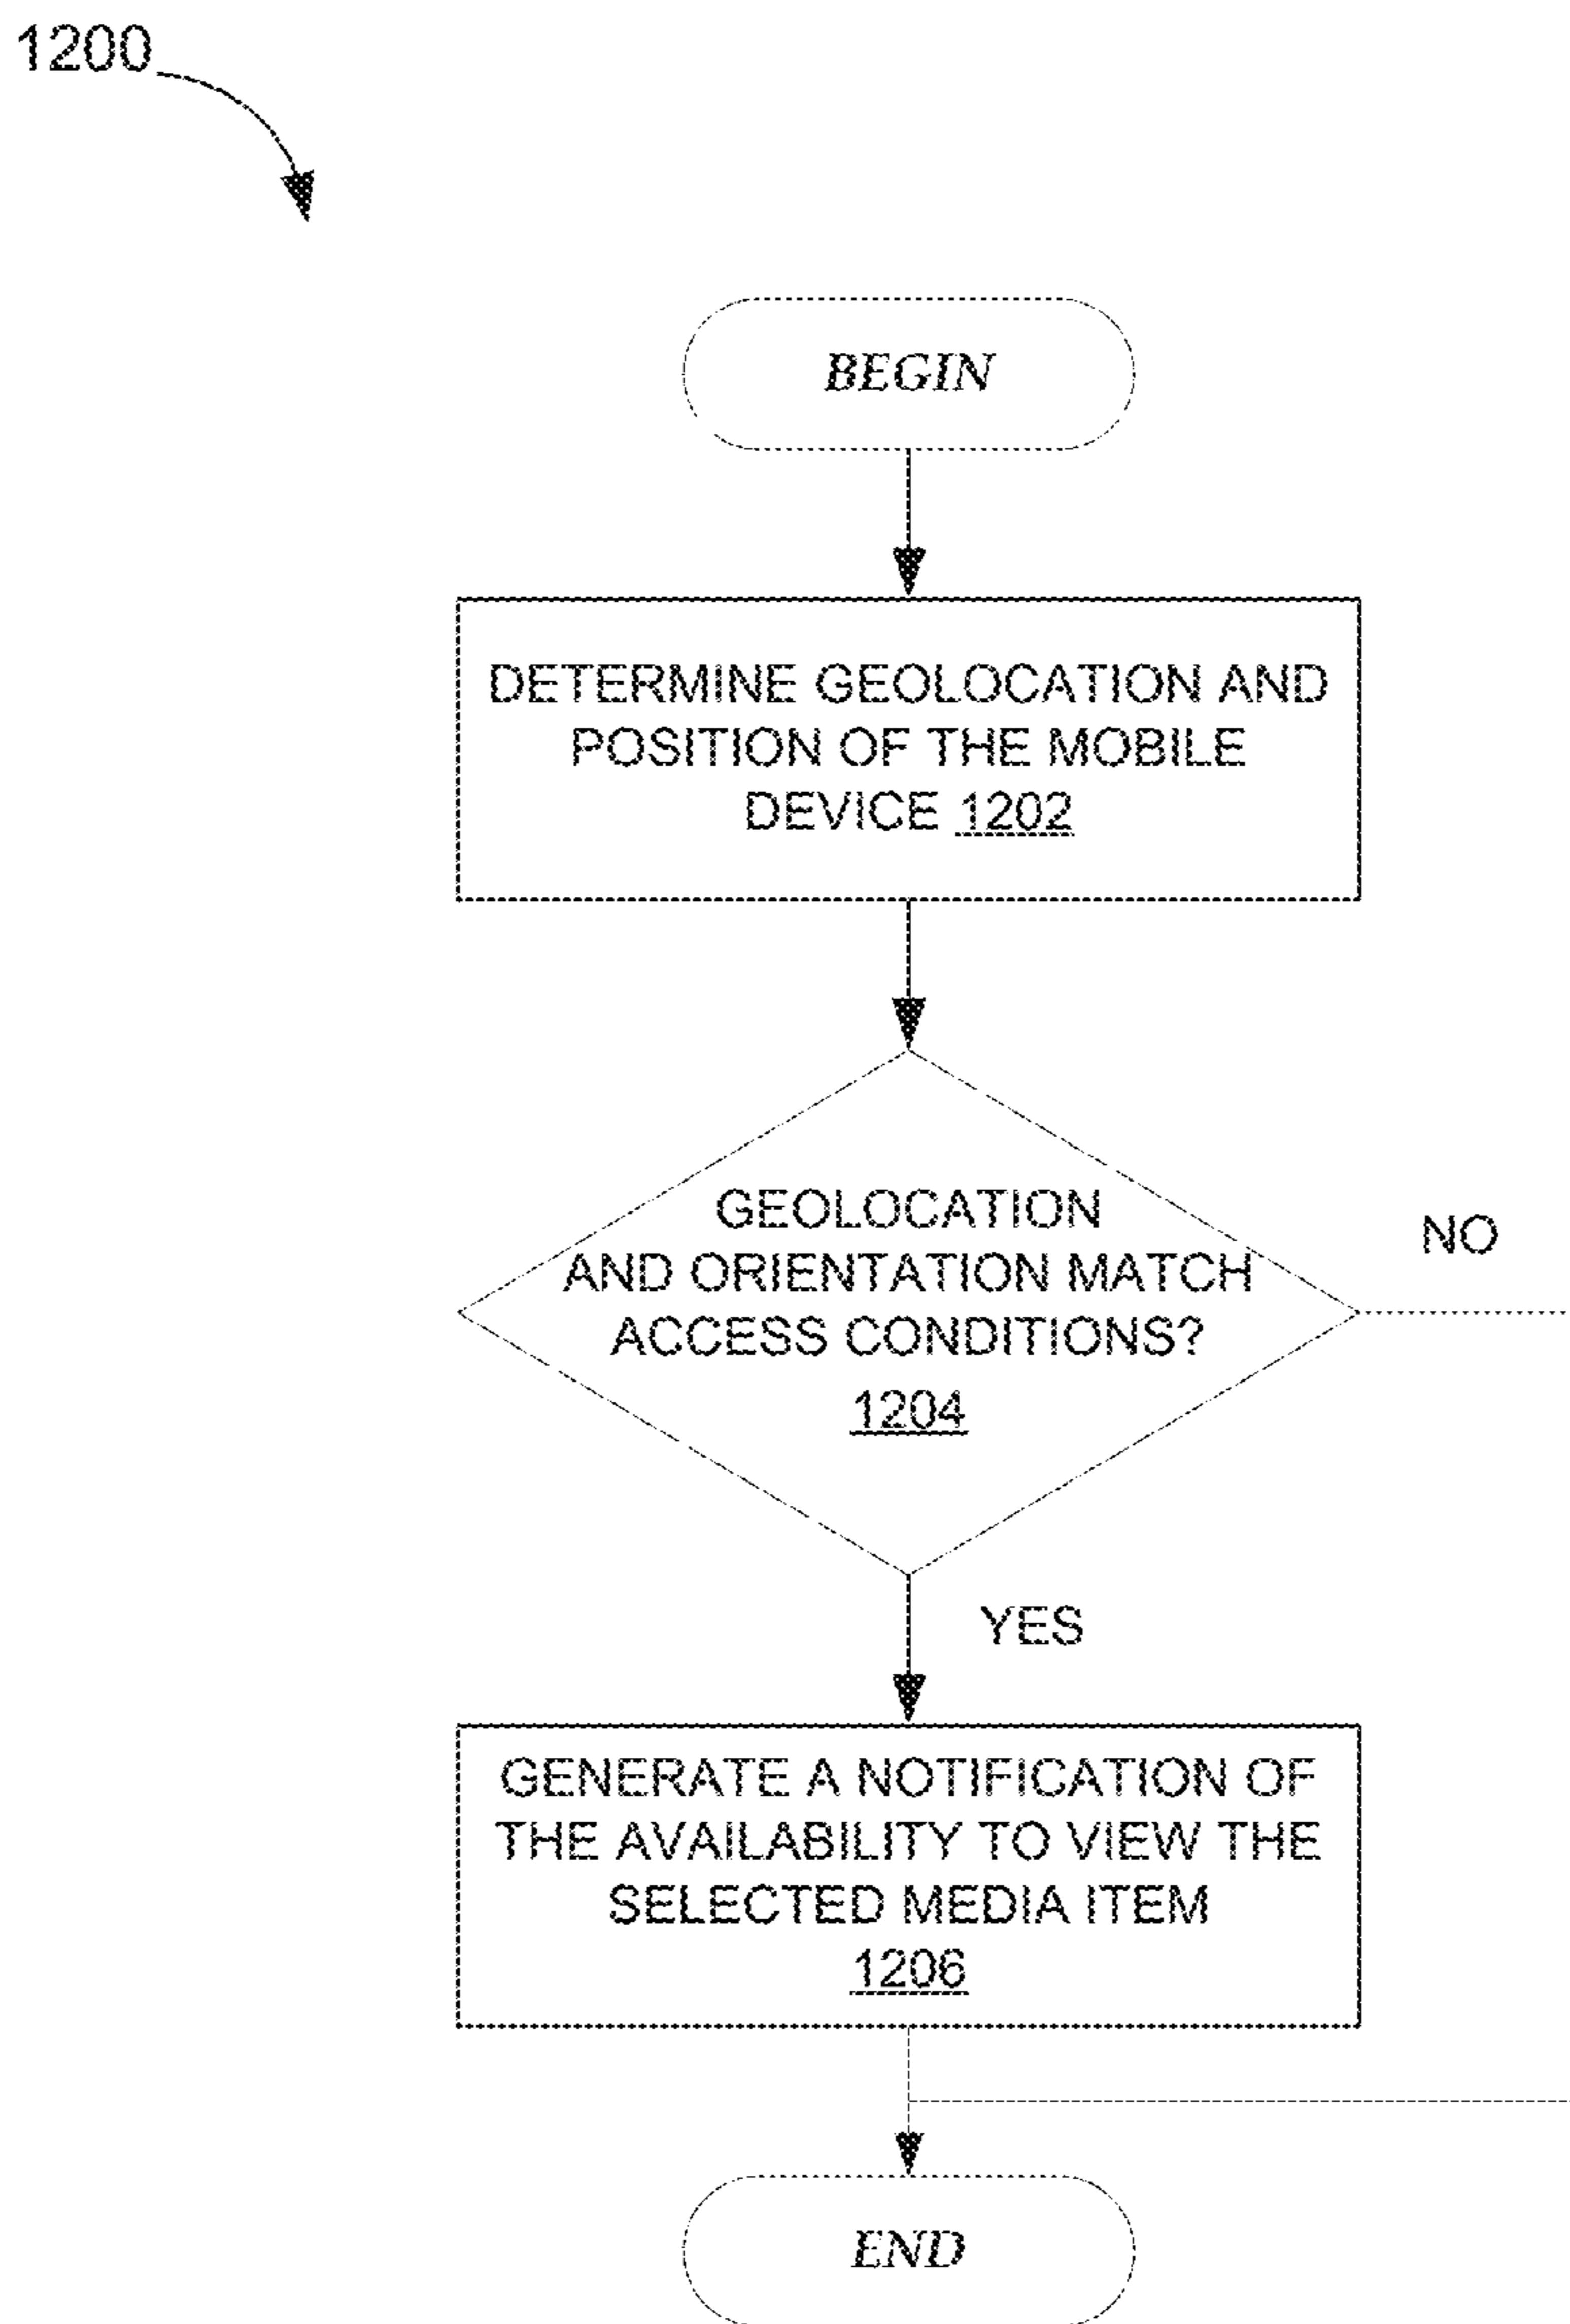 1200
BEGIN
DETERMINE GEOLOCATION AND
POSITION OF THE MOBILE
DEVICE 1202
GEOLOCATION
AND ORIENTATION MATCH
ACCESS CONDITIONS?
1204
NO
YES
GENERATE A NOTIFICATION OF
THE AVAILABILITY TO VIEW THE
SELECTED MEDIA ITEM
1206
END